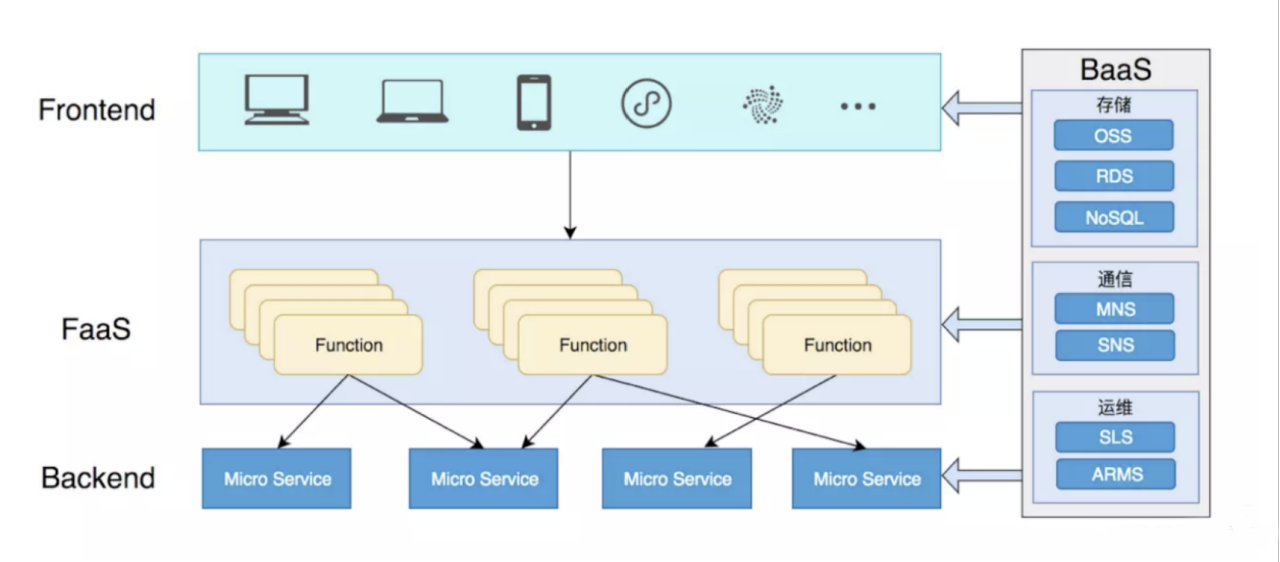 Frontend
BaaS
存储
OSS
RDS
NoSQL
FaaS
Function
Function
Function
通信
MNS
SNS
Backend
Micro Service
Micro Service
Micro Service
Micro Service
运维
SLS
ARMS